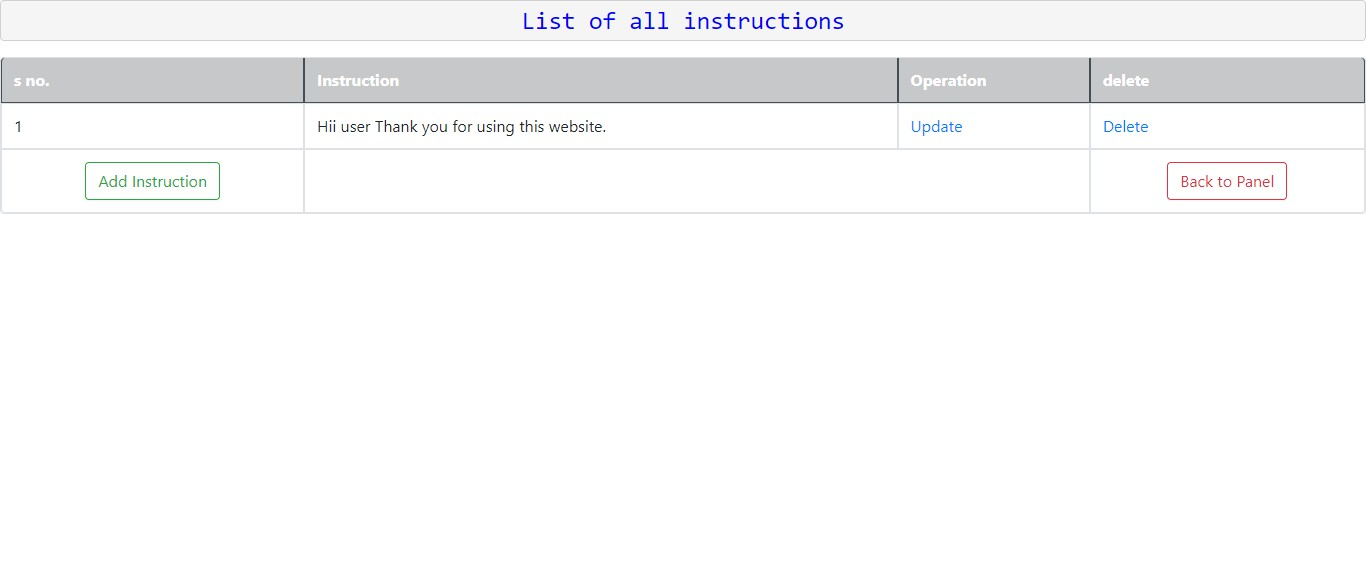 List of all instructions
s no. Instruction Operation delete
1 Hii user Thank you for using this website. Update Delete
Add Instruction Back to Panel